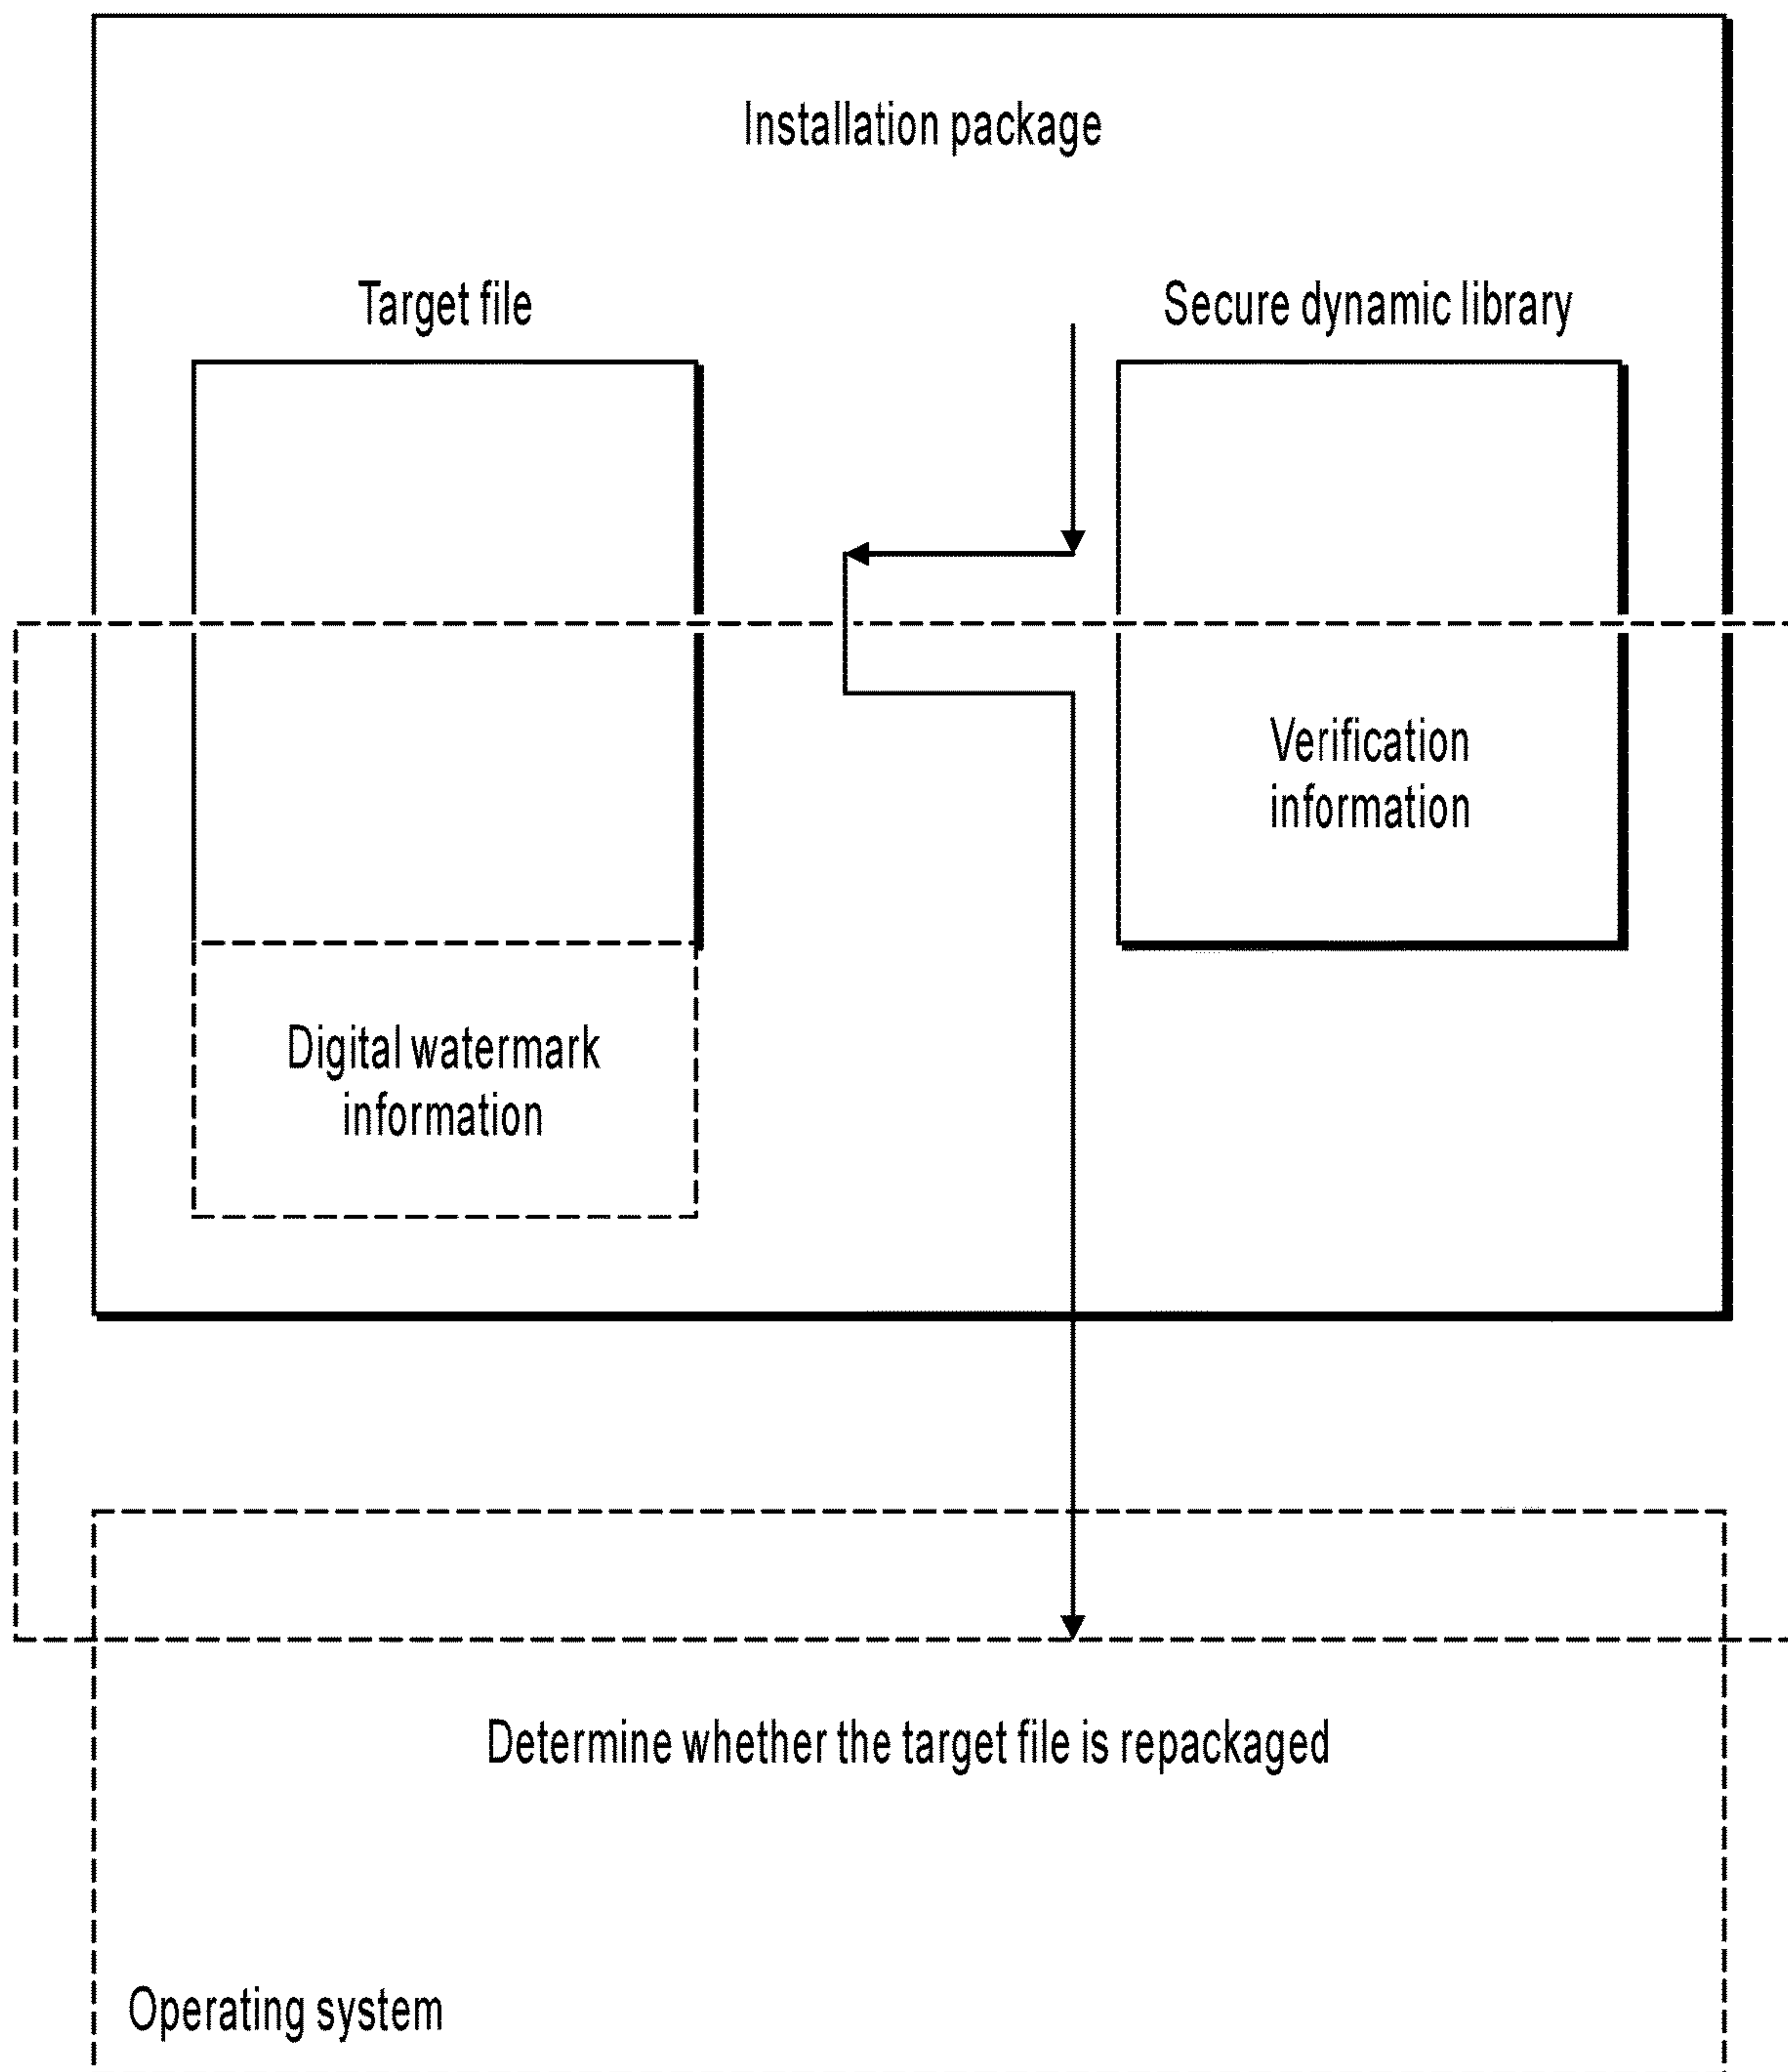 Installation package
Target file
Secure dynamic library
Verification
information
Digital watermark
information
Determine whether the target file is repackaged
Operating system